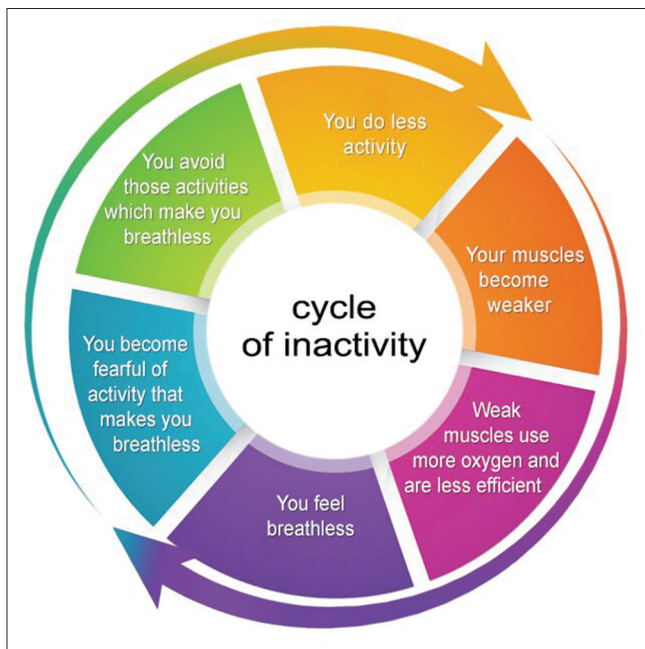 You do less
activity
Your muscles
become
weaker
Weak
muscles use
more oxygen and
are less efficient
You feel
breathless
You become
fearful of
activity that
makes you
breathless
You avoid
those activities
which make you
breathless
cycle
of inactivity